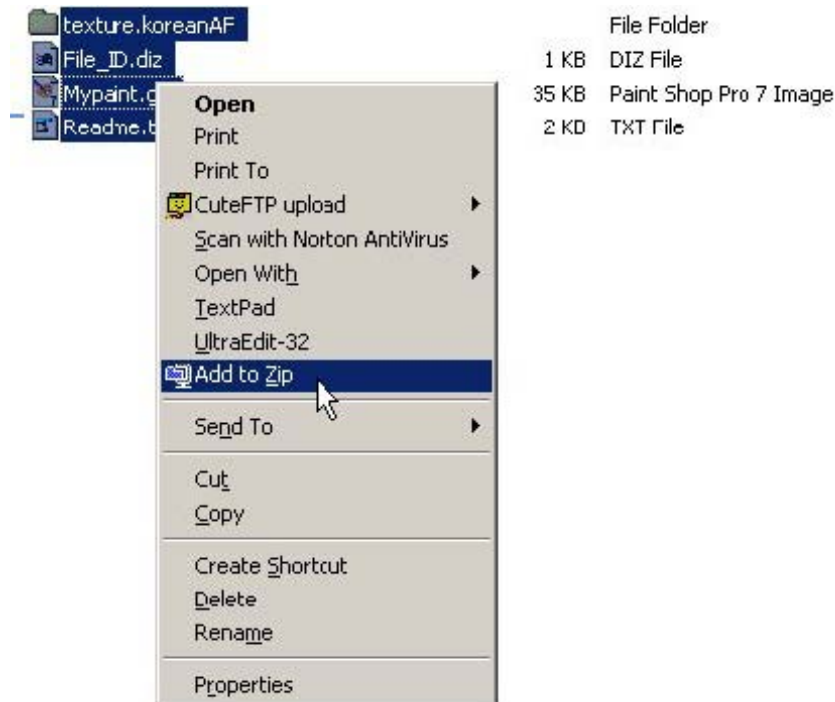 texture.koreanAF File Folder
File_ID.diz 1 KB DIZ File
Mypaint.g 35 KB Paint Shop Pro 7 Image
Readme.t 2 KB TXT File
Open
Print
Print To
CuteFTP upload
Scan with Norton AntiVirus
Open With
TextPad
UltraEdit-32
Add to Zip
Send To
Cut
Copy
Create Shortcut
Delete
Rename
Properties